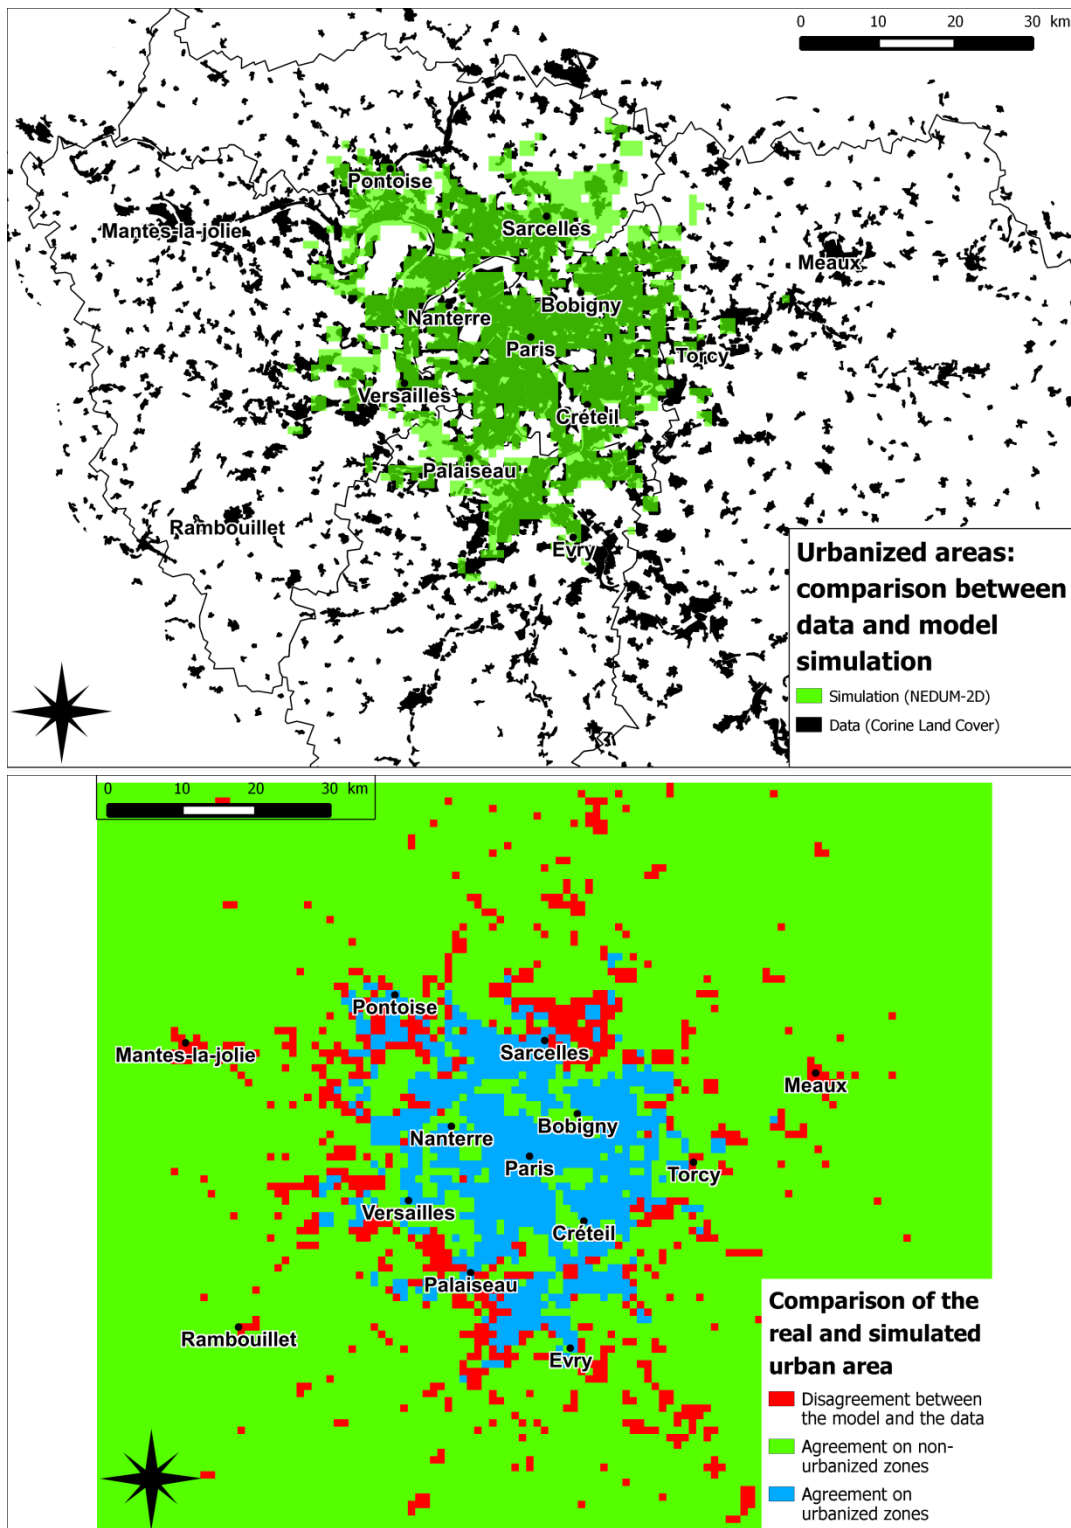 0 10 20 30 km
Pontoise
Mantes-la-jolie
Sarcelles
Meaux
Bobigny
Nanterre
Paris
Torcy
Versailles
Créteil
Palaiseau
Rambouillet
Evry
Urbanized areas:
comparison between
data and model
simulation
Simulation (NEDUM-2D)
Data (Corine Land Cover)
0 10 20 30 km
Pontoise
Mantes-la-jolie
Sarcelles
Meaux
Bobigny
Nanterre
Paris
Torcy
Versailles
Créteil
Palaiseau
Rambouillet
Evry
Comparison of the
real and simulated
urban area
Disagreement between
the model and the data
Agreement on non-
urbanized zones
Agreement on
urbanized zones